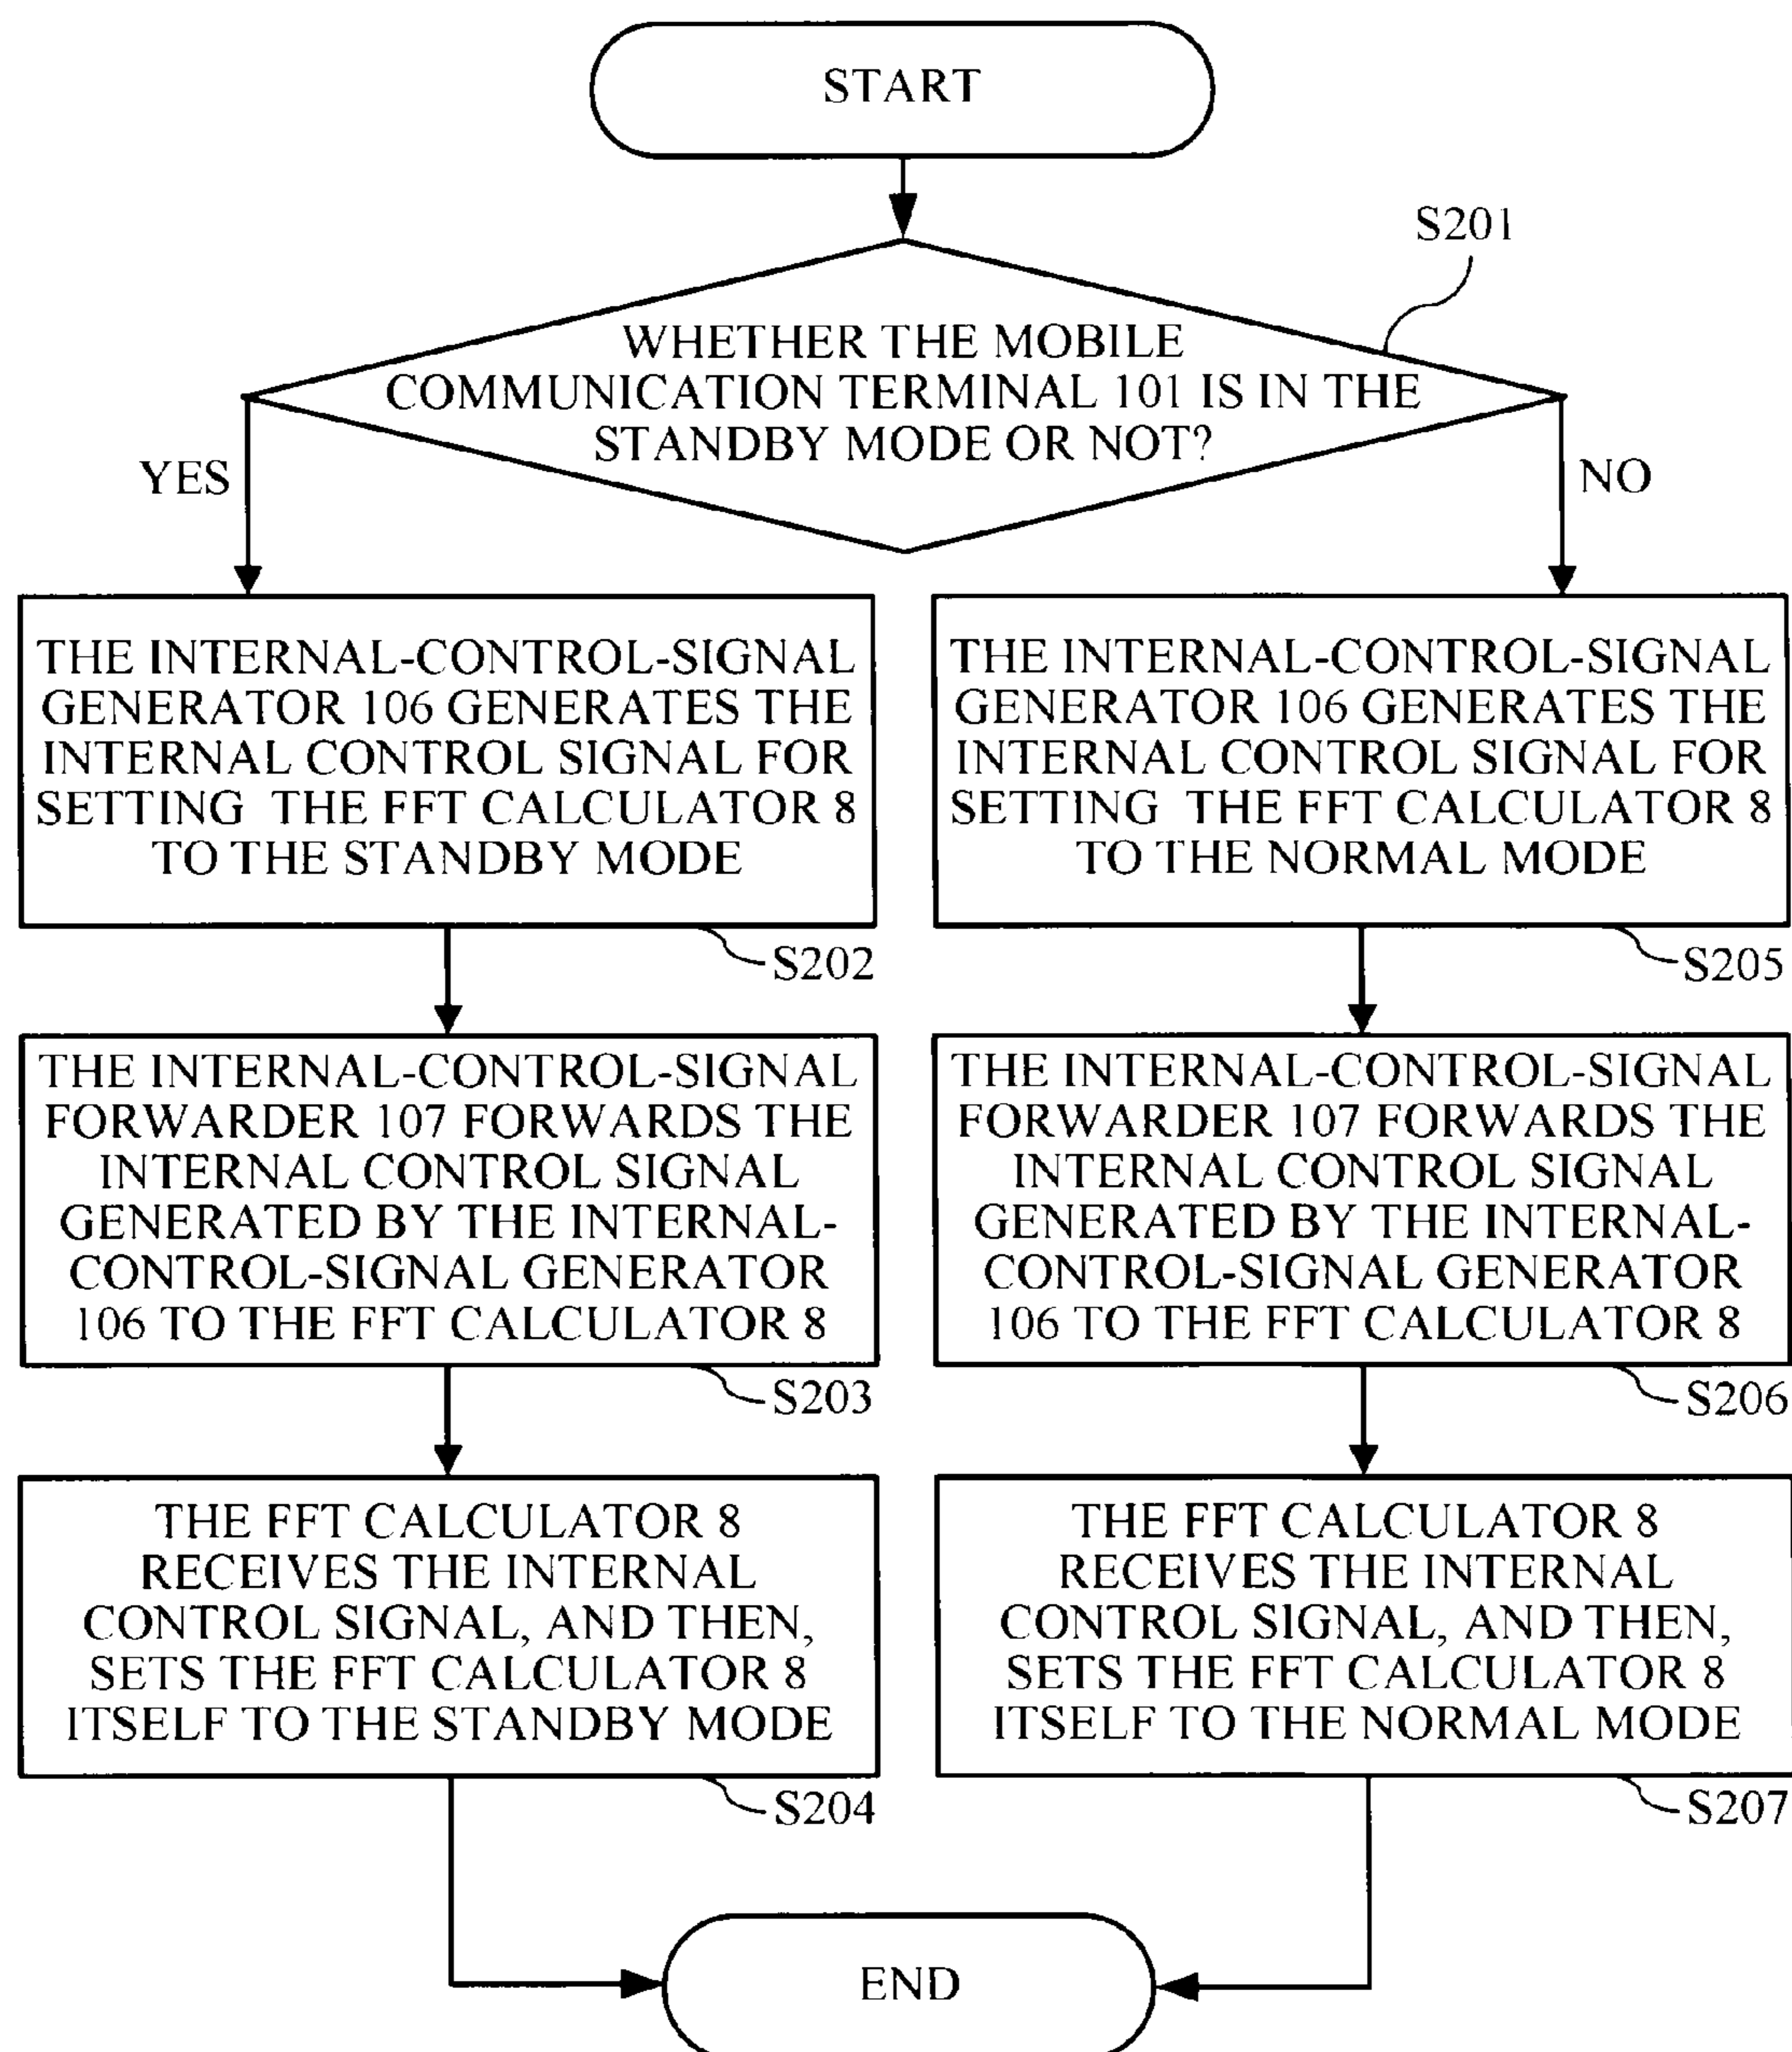 START
S201
WHETHER THE MOBILE
COMMUNICATION TERMINAL 101 IS IN THE
STANDBY MODE OR NOT?
YES
NO
THE INTERNAL-CONTROL-SIGNAL
GENERATOR 106 GENERATES THE
INTERNAL CONTROL SIGNAL FOR
SETTING THE FFT CALCULATOR 8
TO THE STANDBY MODE
S202
THE INTERNAL-CONTROL-SIGNAL
FORWARDER 107 FORWARDS THE
INTERNAL CONTROL SIGNAL
GENERATED BY THE INTERNAL-
CONTROL-SIGNAL GENERATOR
106 TO THE FFT CALCULATOR 8
S203
THE FFT CALCULATOR 8
RECEIVES THE INTERNAL
CONTROL SIGNAL, AND THEN,
SETS THE FFT CALCULATOR 8
ITSELF TO THE STANDBY MODE
S204
THE INTERNAL-CONTROL-SIGNAL
GENERATOR 106 GENERATES THE
INTERNAL CONTROL SIGNAL FOR
SETTING THE FFT CALCULATOR 8
TO THE NORMAL MODE
S205
THE INTERNAL-CONTROL-SIGNAL
FORWARDER 107 FORWARDS THE
INTERNAL CONTROL SIGNAL
GENERATED BY THE INTERNAL-
CONTROL-SIGNAL GENERATOR
106 TO THE FFT CALCULATOR 8
S206
THE FFT CALCULATOR 8
RECEIVES THE INTERNAL
CONTROL SIGNAL, AND THEN,
SETS THE FFT CALCULATOR 8
ITSELF TO THE NORMAL MODE
S207
END